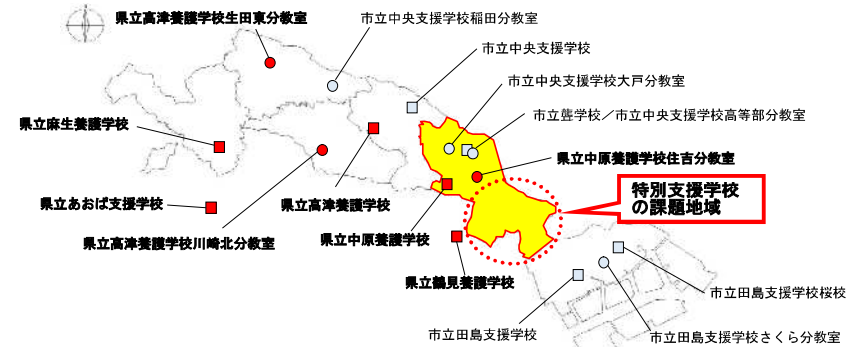 県立高津養護学校生田東分教室
市立中央支援学校稲田分教室
市立中央支援学校
市立中央支援学校大戸分教室
市立聾学校／市立中央支援学校高等部分教室
県立麻生養護学校
県立中原養護学校住吉分教室
特別支援学校
の課題地域
県立あおば支援学校
県立高津養護学校
県立中原養護学校
県立高津養護学校川崎北分教室
県立鶴見養護学校
市立田島支援学校桜校
市立田島支援学校
市立田島支援学校さくら分教室